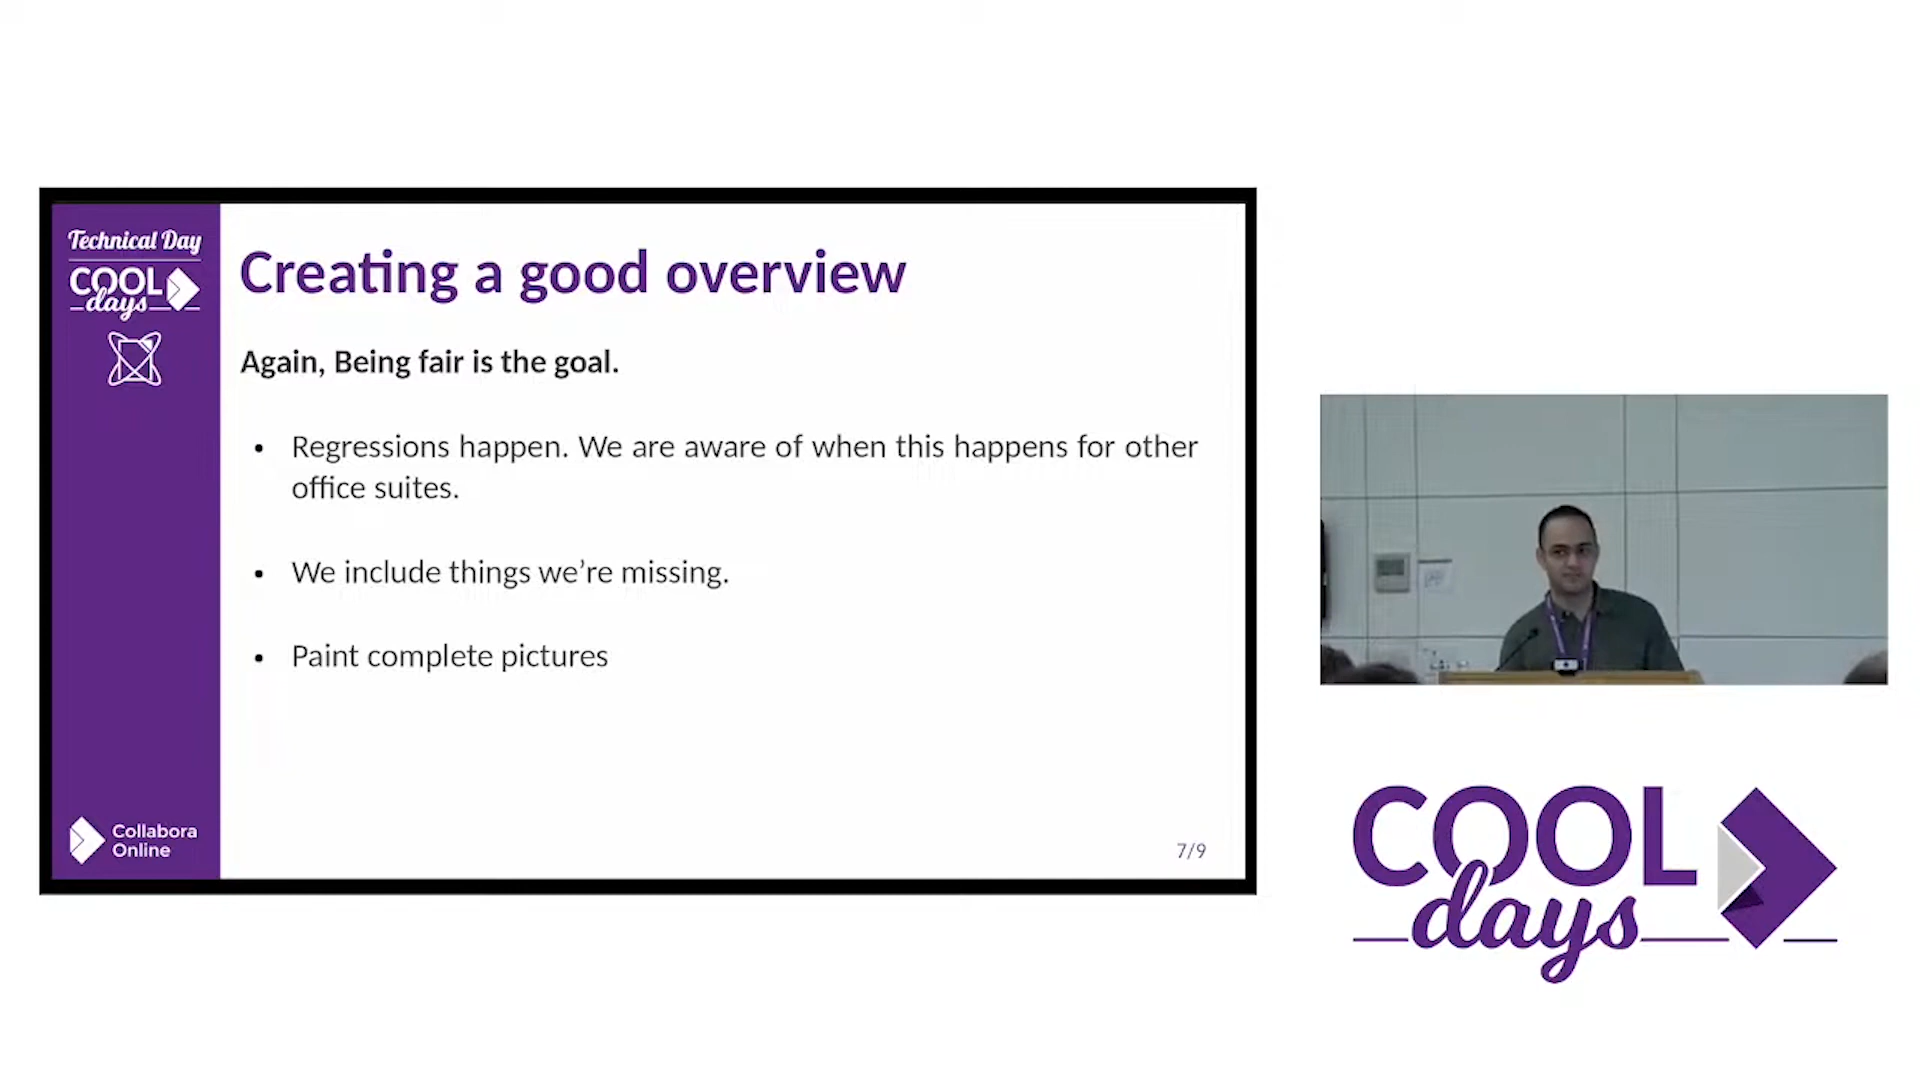 Technical Day
COOL
days
Creating a good overview
Again, Being fair is the goal.
• Regressions happen. We are aware of when this happens for other
office suites.
• We include things we’re missing.
• Paint complete pictures
Collabora
Online
7/9
COOL
days